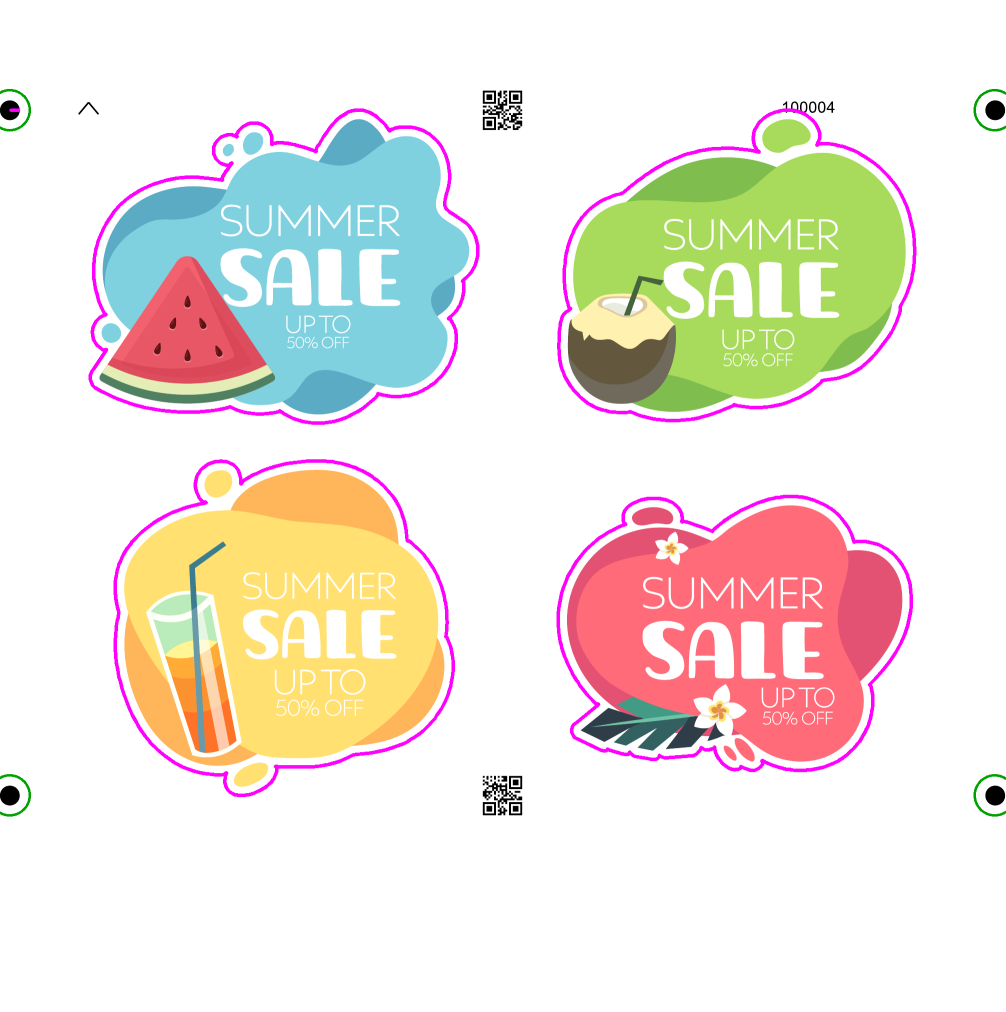 100004
SUMMER
SALE
UP TO
50% OFF
SUMMER
SALE
UP TO
50% OFF
SUMMER
SALE
UP TO
50% OFF
SUMMER
SALE
UP TO
50% OFF